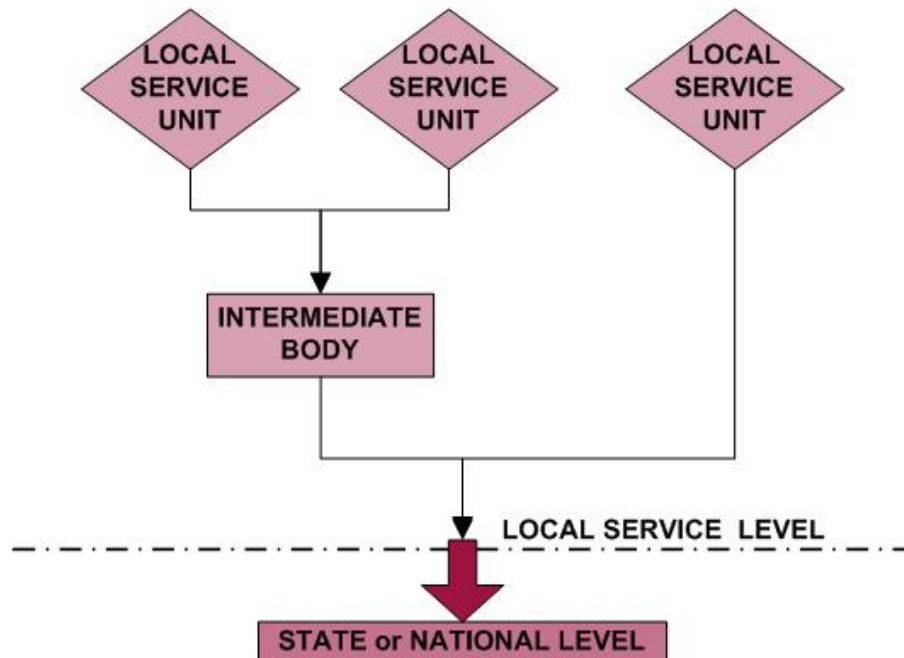 LOCAL
SERVICE
UNIT
LOCAL
SERVICE
UNIT
LOCAL
SERVICE
UNIT
INTERMEDIATE
BODY
LOCAL SERVICE LEVEL
STATE or NATIONAL LEVEL